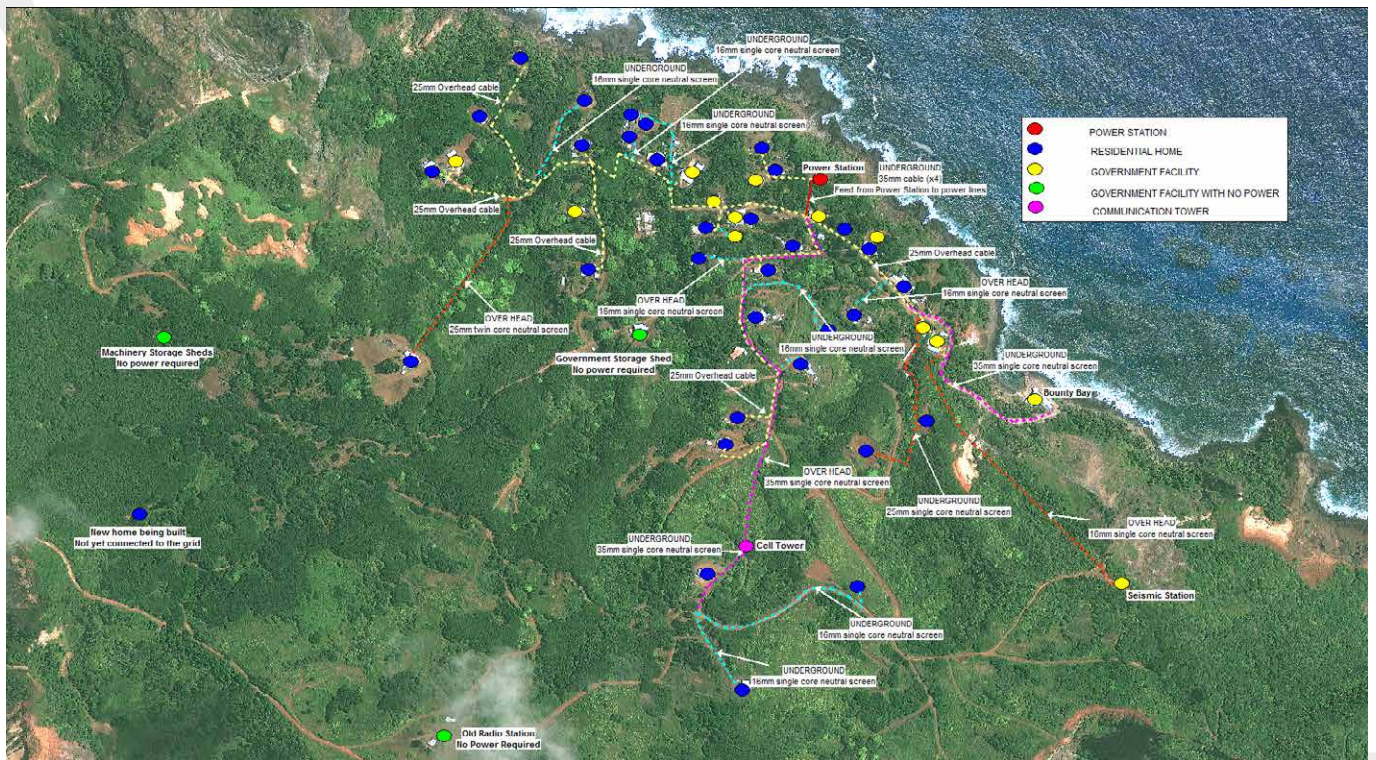 UNDERGROUND
16mm single core neutral screen
UNDERGROUND
16mm single core neutral screen
25mm Overhead cable
UNDERGROUND
16mm single core neutral screen
POWER STATION
RESIDENTIAL HOME
GOVERNMENT FACILITY
GOVERNMENT FACILITY WITH NO POWER
COMMUNICATION TOWER
Power Station
UNDERGROUND
35mm cable (x4)
Feed from Power Station to power lines
25mm Overhead cable
25mm Overhead cable
25mm Overhead cable
OVER HEAD
16mm single core neutral screen
OVER HEAD
16mm single core neutral screen
OVER HEAD
25mm twin core neutral screen
UNDERGROUND
16mm single core neutral screen
Machinery Storage Sheds
No power required
Government Storage Shed
No power required
UNDERGROUND
35mm single core neutral screen
25mm Overhead cable
Bounty Bay
OVER HEAD
35mm single core neutral screen
UNDERGROUND
25mm single core neutral screen
OVER HEAD
16mm single core neutral screen
New home being built
Not yet connected to the grid
UNDERGROUND
35mm single core neutral screen
Cell Tower
Seismic Station
UNDERGROUND
16mm single core neutral screen
UNDERGROUND
16mm single core neutral screen
Old Radio Station
No Power Required